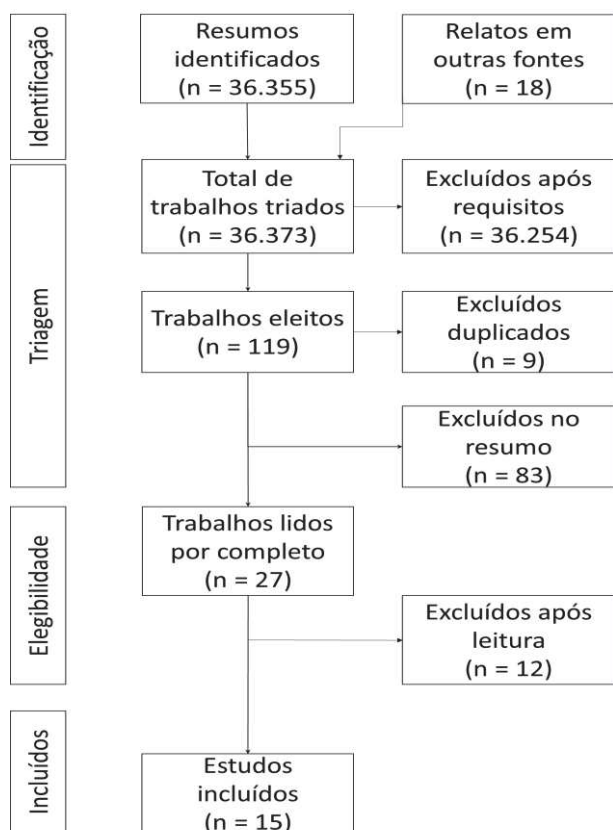 Identificação
Resumos
identificados
(n = 36.355)
Relatos em
outras fontes
(n = 18)
Triagem
Total de
trabalhos triados
(n = 36.373)
Excluídos após
requisitos
(n = 36.254)
Trabalhos eleitos
(n = 119)
Excluídos
duplicados
(n = 9)
Excluídos no
resumo
(n = 83)
Elegibilidade
Trabalhos lidos
por completo
(n = 27)
Excluídos após
leitura
(n = 12)
Incluídos
Estudos
incluídos
(n = 15)